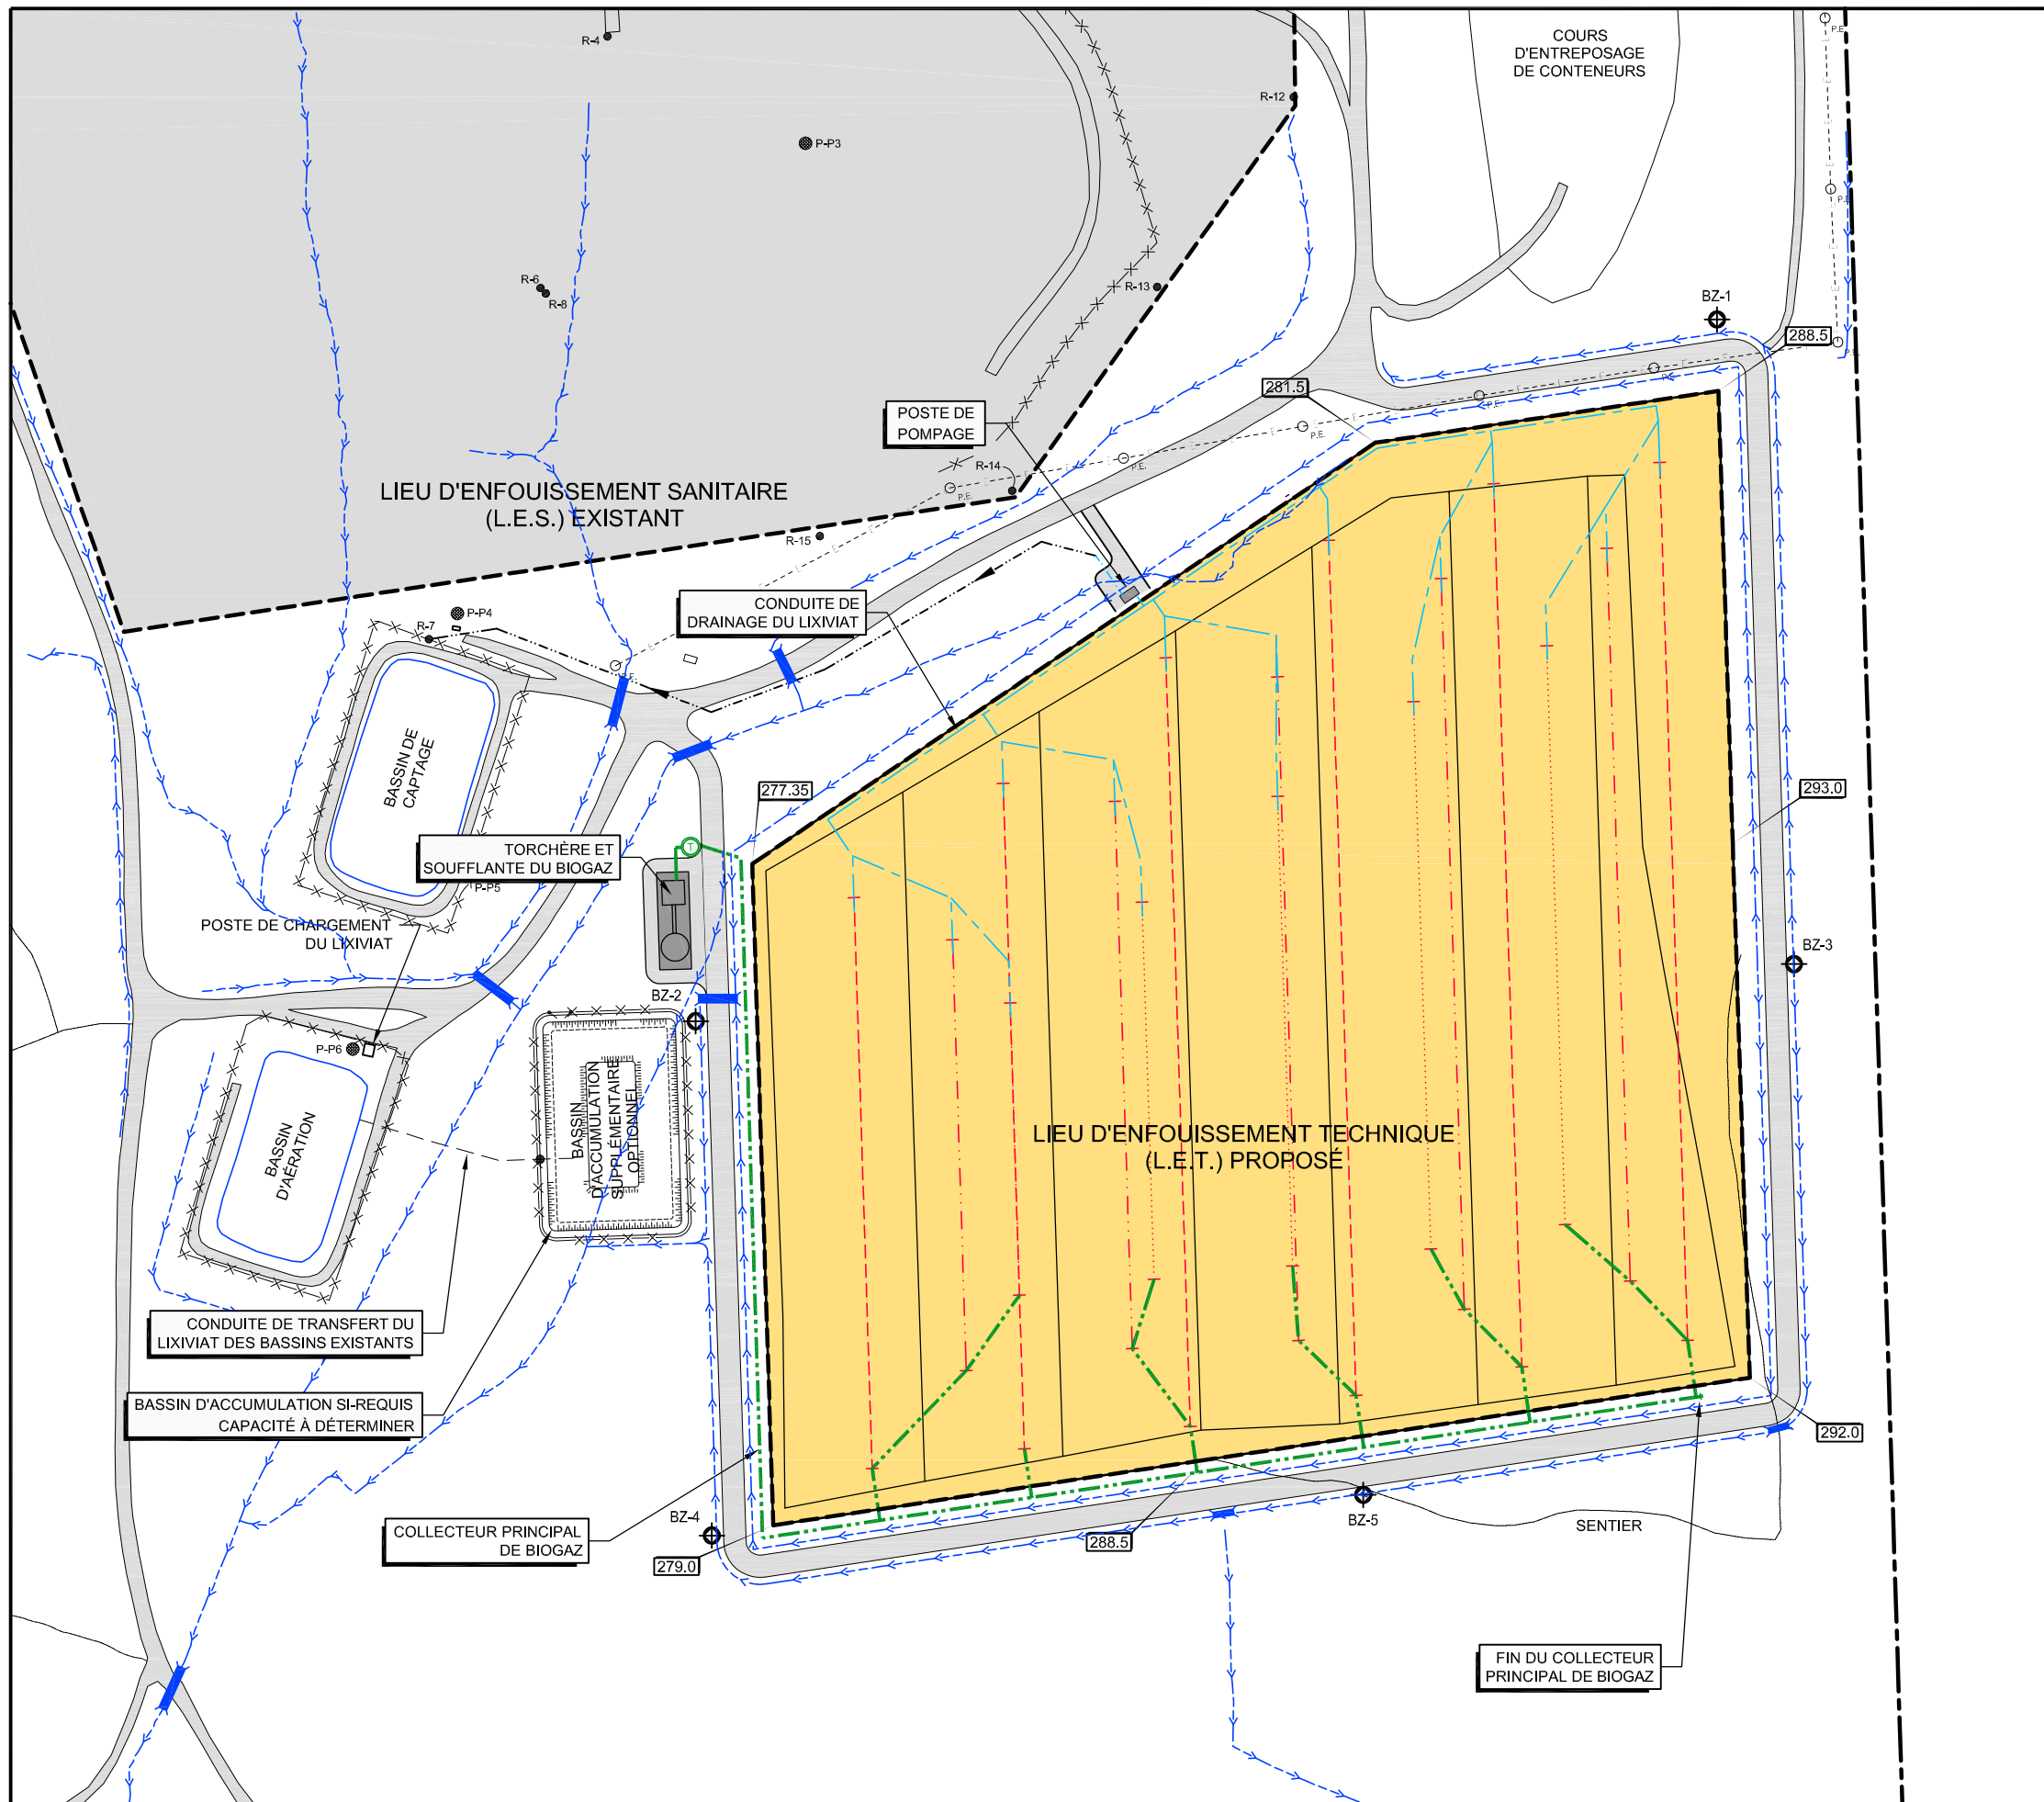 R-4
COURS
D'ENTREPOSAGE
DE CONTENEURS
P.E.
R-12
P-P3
P.E.
R-6
R-8
R-13
BZ-1
288.5
P.E.
281.5
P.E.
P.E.
P.E.
POSTE DE
POMPAGE
P.E.
R-14
P.E.
LIEU D'ENFOUISSEMENT SANITAIRE
(L.E.S.) EXISTANT
R-15
CONDUITE DE
DRAINAGE DU LIXIVIAT
P-P4
R-7
P.E.
BASSIN DE
CAPTAGE
277.35
293.0
TORCHÈRE ET
SOUFFLANTE DU BIOGAZ
T
P-P5
POSTE DE CHARGEMENT
DU LIXIVIAT
BZ-3
BZ-2
P-P6
BASSIN
D'ACCUMULATION
SUPPLÉMENTAIRE
OPTIONNEL
BASSIN
D'AÉRATION
LIEU D'ENFOUISSEMENT TECHNIQUE
(L.E.T.) PROPOSÉ
CONDUITE DE TRANSFERT DU
LIXIVIAT DES BASSINS EXISTANTS
BASSIN D'ACCUMULATION SI-REQUIS
CAPACITÉ À DÉTERMINER
292.0
BZ-4
COLLECTEUR PRINCIPAL
DE BIOGAZ
BZ-5
SENTIER
288.5
279.0
FIN DU COLLECTEUR
PRINCIPAL DE BIOGAZ